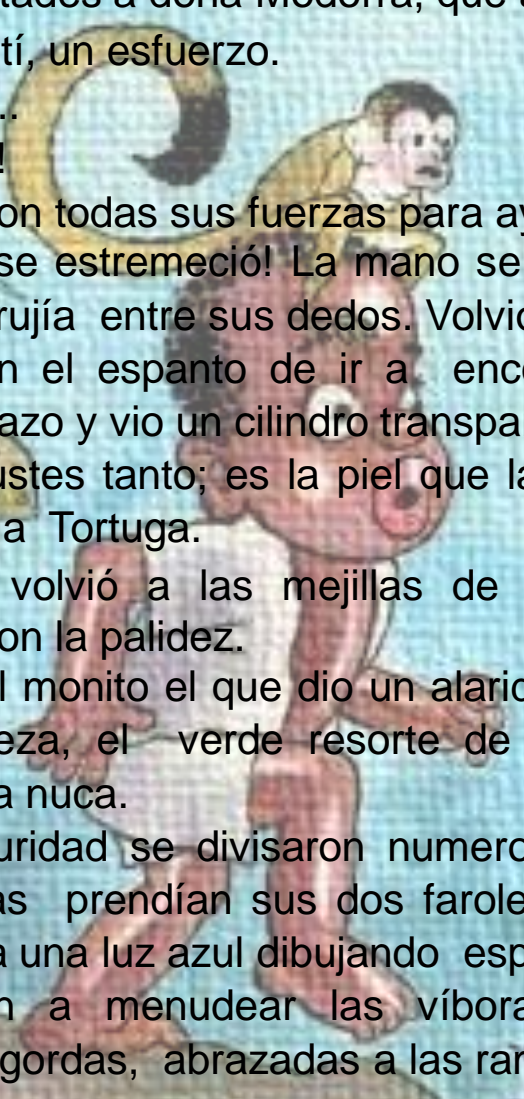 tades a doña Modorra, que a
tí, un esfuerzo.
..
!
on todas sus fuerzas para ay
se estremeció! La mano se
rujía entre sus dedos. Volvió
n el espanto de ir a enco
azo y vio un cilindro transpa
ustes tanto; es la piel que la
a Tortuga.
volvió a las mejillas de
on la palidez.
l monito el que dio un alaric
eza, el verde resorte de
a nuca.
uridad se divisaron numero
as prendían sus dos farole
a una luz azul dibujando esp
n a menudear las víbora
gordas, abrazadas a las rar